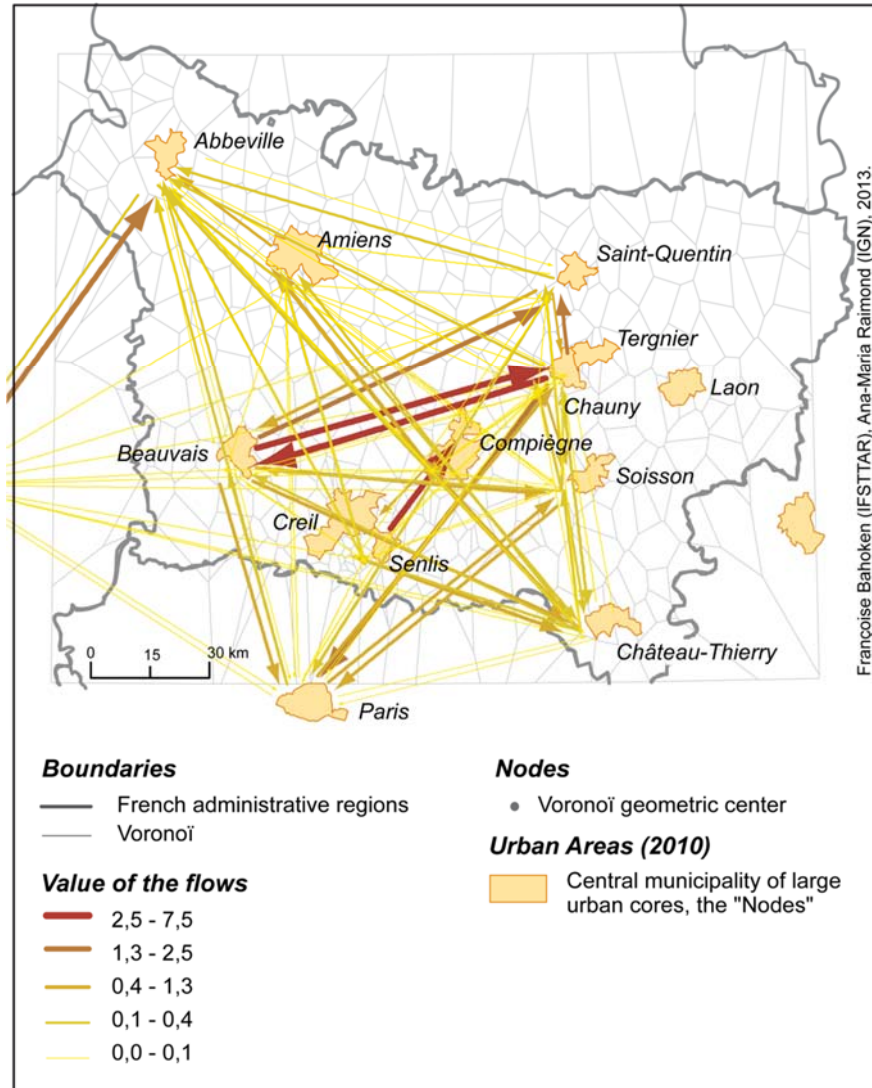 Abbeville
Amiens
Saint-Quentin
Tergnier
Laon
Chauny
Beauvais
Compiègne
Soisson
Creil
Senlis
Château-Thierry
0 15 30 km
Paris
Françoise Bahoken (IFSTTAR), Ana-Maria Raimond (IGN), 2013.
Boundaries
French administrative regions
Voronoï
Value of the flows
2,5 - 7,5
1,3 - 2,5
0,4 - 1,3
0,1 - 0,4
0,0 - 0,1
Nodes
Voronoï geometric center
Urban Areas (2010)
Central municipality of large
urban cores, the "Nodes"